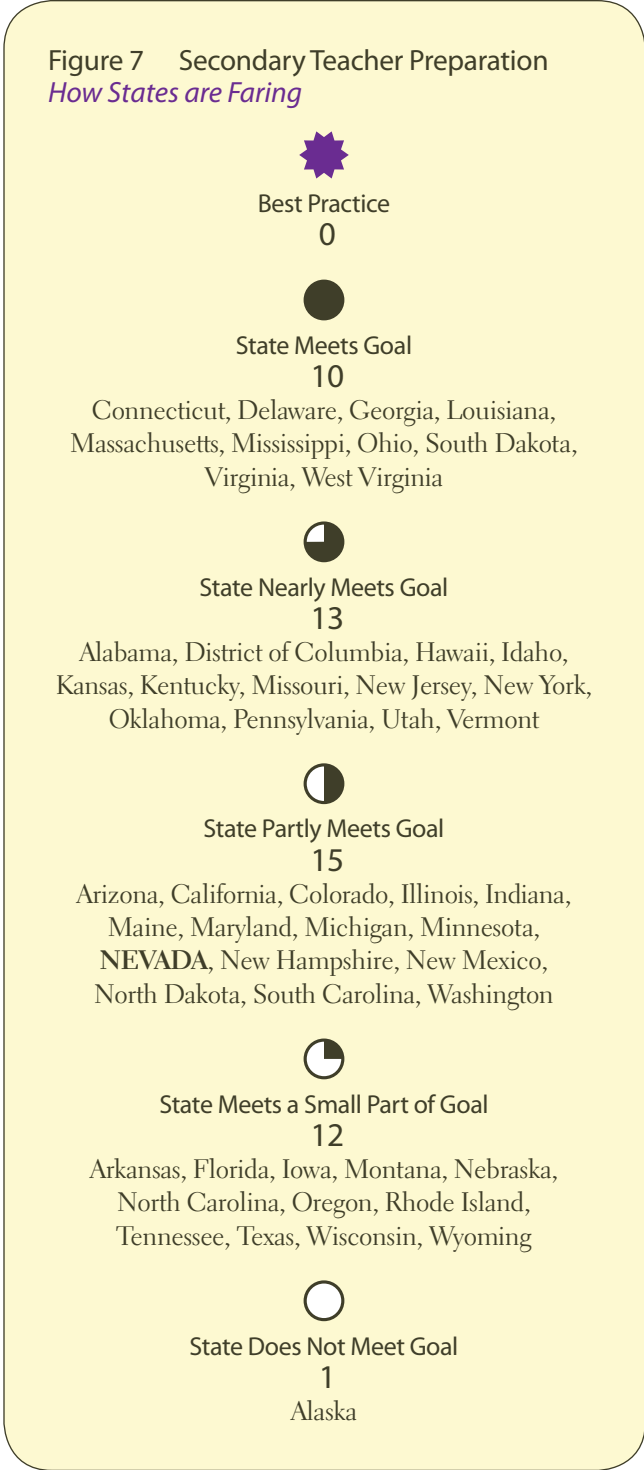 Figure 7 Secondary Teacher Preparation
How States are Faring
Best Practice
0
State Meets Goal
10
Connecticut, Delaware, Georgia, Louisiana,
Massachusetts, Mississippi, Ohio, South Dakota,
Virginia, West Virginia
State Nearly Meets Goal
13
Alabama, District of Columbia, Hawaii, Idaho,
Kansas, Kentucky, Missouri, New Jersey, New York,
Oklahoma, Pennsylvania, Utah, Vermont
State Partly Meets Goal
15
Arizona, California, Colorado, Illinois, Indiana,
Maine, Maryland, Michigan, Minnesota,
NEVADA, New Hampshire, New Mexico,
North Dakota, South Carolina, Washington
State Meets a Small Part of Goal
12
Arkansas, Florida, Iowa, Montana, Nebraska,
North Carolina, Oregon, Rhode Island,
Tennessee, Texas, Wisconsin, Wyoming
State Does Not Meet Goal
1
Alaska